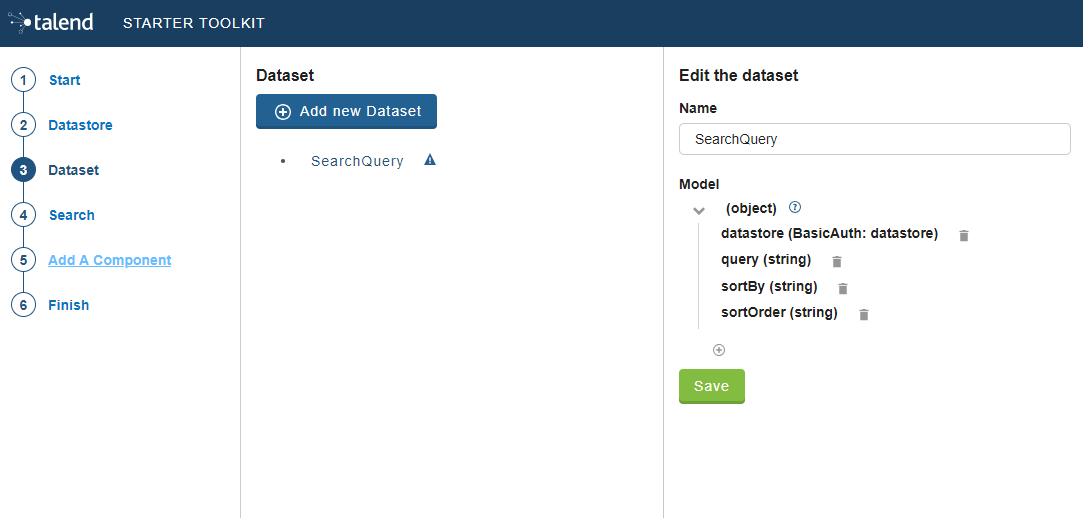 talend STARTER TOOLKIT
1 Start
2 Datastore
3 Dataset
4 Search
5 Add A Component
6 Finish
Dataset
Add new Dataset
• SearchQuery
Edit the dataset
Name
SearchQuery
Model
(object)
datastore (BasicAuth: datastore)
query (string)
sortBy (string)
sortOrder (string)
Save